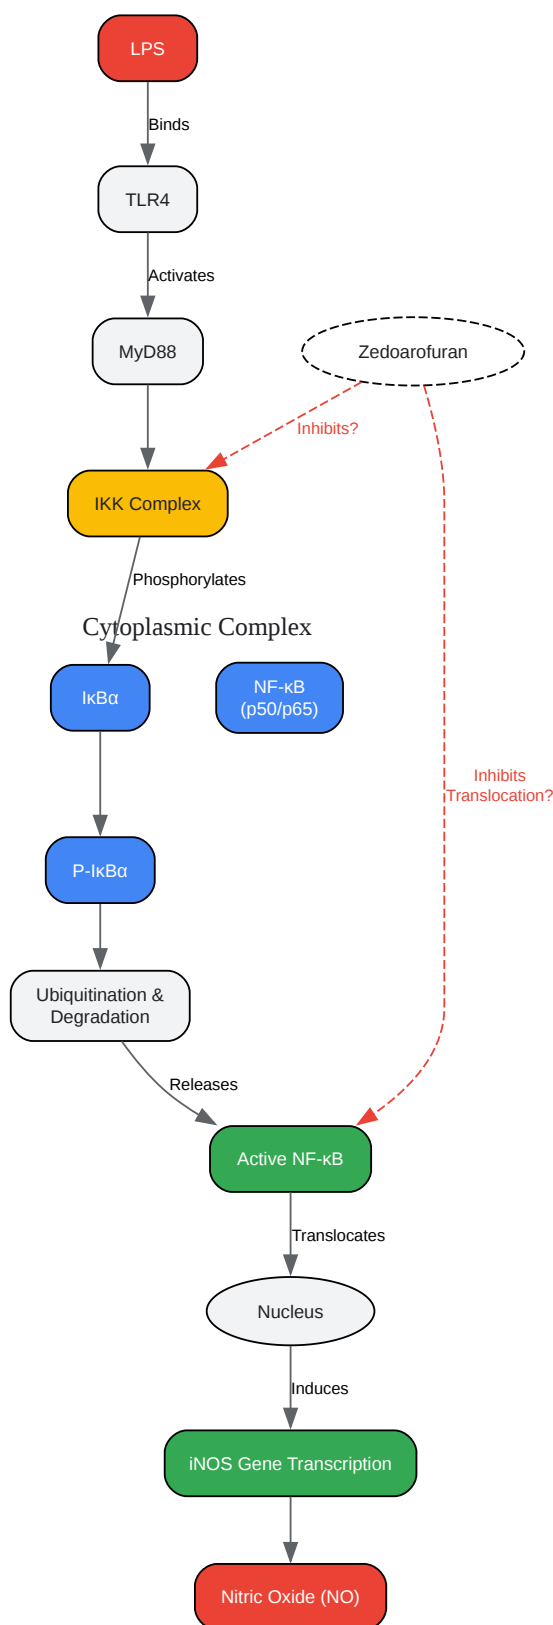 LPS
Binds
TLR4
Activates
MyD88
Zedoarofuran
Inhibits?
IKK Complex
Phosphorylates
Cytoplasmic Complex
IκBα
NF-κB
(p50/p65)
Inhibits
Translocation?
P-IκBα
Ubiquitination &
Degradation
Releases
Active NF-κB
Translocates
Nucleus
Induces
iNOS Gene Transcription
Nitric Oxide (NO)